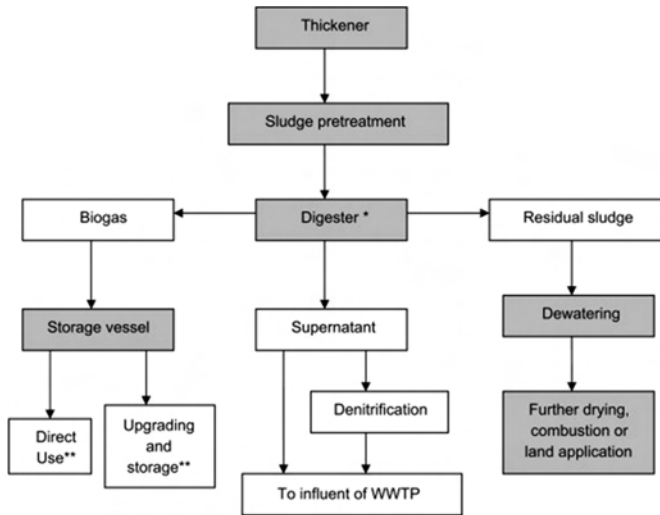 Thickener
Sludge pretreatment
Biogas
Digester *
Residual sludge
Storage vessel
Supernatant
Dewatering
Direct
Use**
Upgrading
and
storage**
Denitrification
Further drying,
combustion or
land application
To influent of WWTP